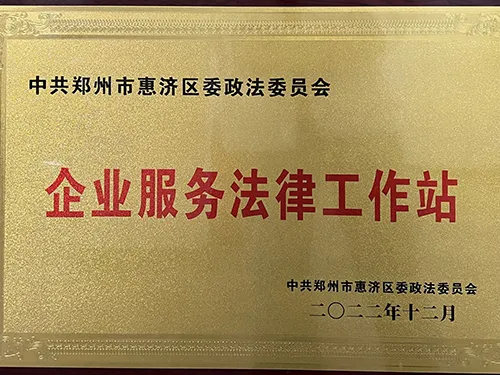 中共郑州市惠济区委政法委员会
企业服务法律工作站
中共郑州市惠济区委政法委员会
二〇二二年十二月